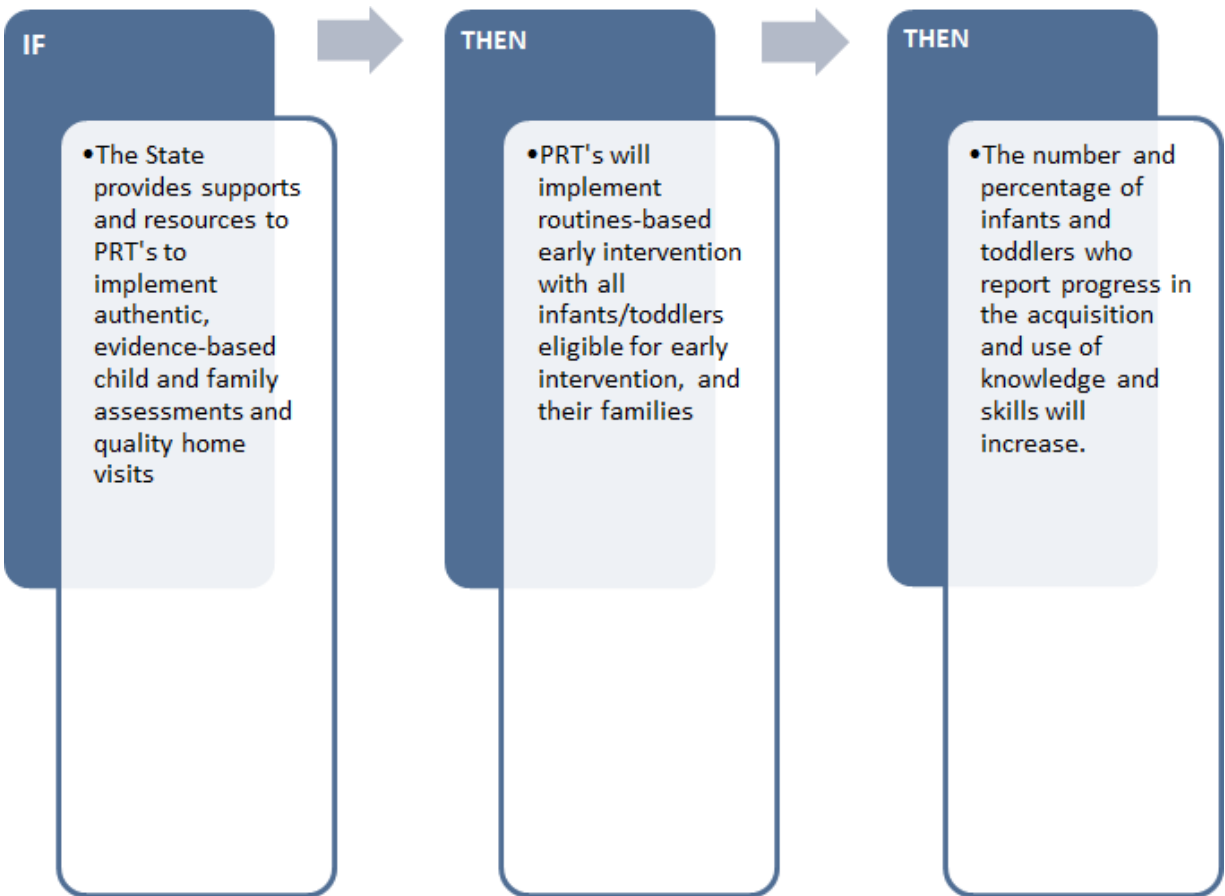 IF
•The State
provides supports
and resources to
PRT's to
implement
authentic,
evidence-based
child and family
assessments and
quality home
visits
THEN
•PRT's will
implement
routines-based
early intervention
with all
infants/toddlers
eligible for early
intervention, and
their families
THEN
•The number and
percentage of
infants and
toddlers who
report progress in
the acquisition
and use of
knowledge and
skills will
increase.